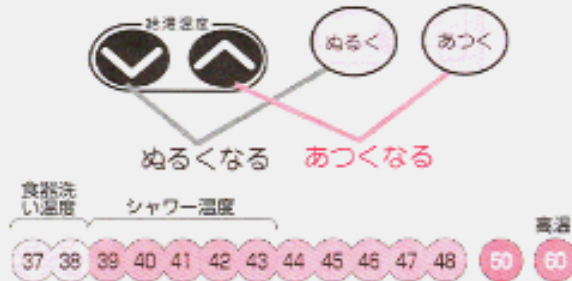 給湯温度
ぬるく あつく
ぬるくなる あつくなる
食器洗
い温度
シャワー温度
高温
37 38 39 40 41 42 43 44 45 46 47 48 50 60